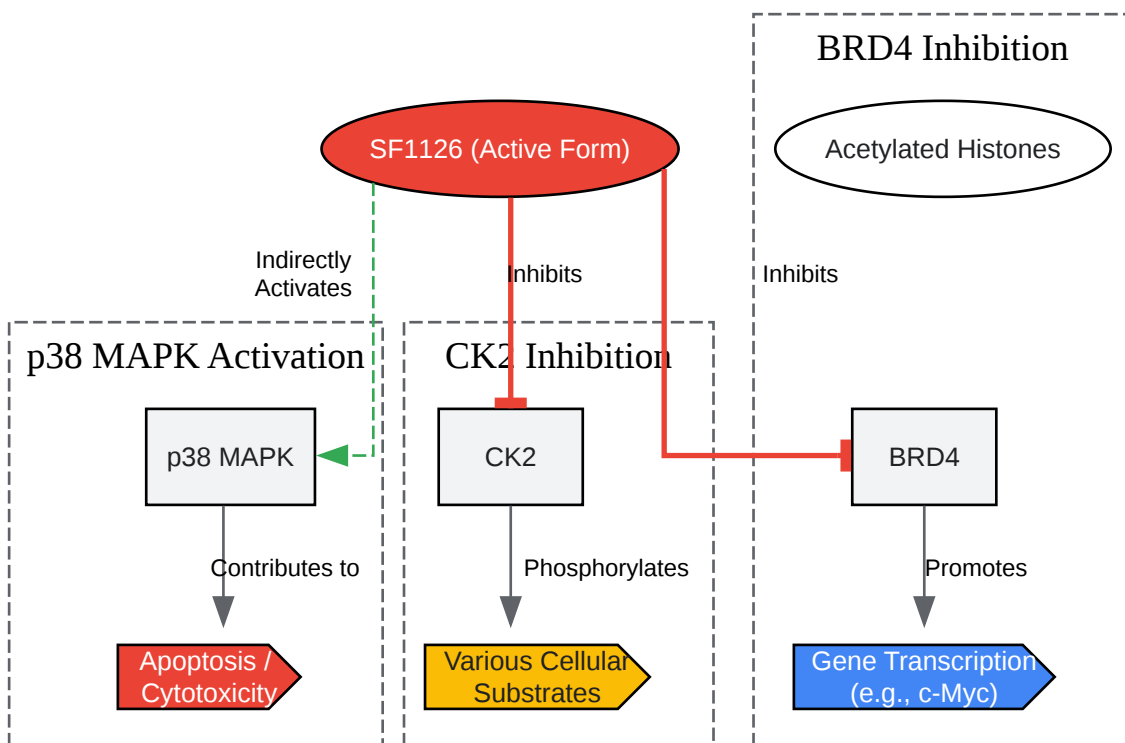 BRD4 Inhibition
SF1126 (Active Form)
Acetylated Histones
Indirectly
Activates
Inhibits
Inhibits
p38 MAPK Activation
CK2 Inhibition
p38 MAPK
CK2
BRD4
Contributes to
Phosphorylates
Promotes
Apoptosis /
Cytotoxicity
Various Cellular
Substrates
Gene Transcription
(e.g., c-Myc)